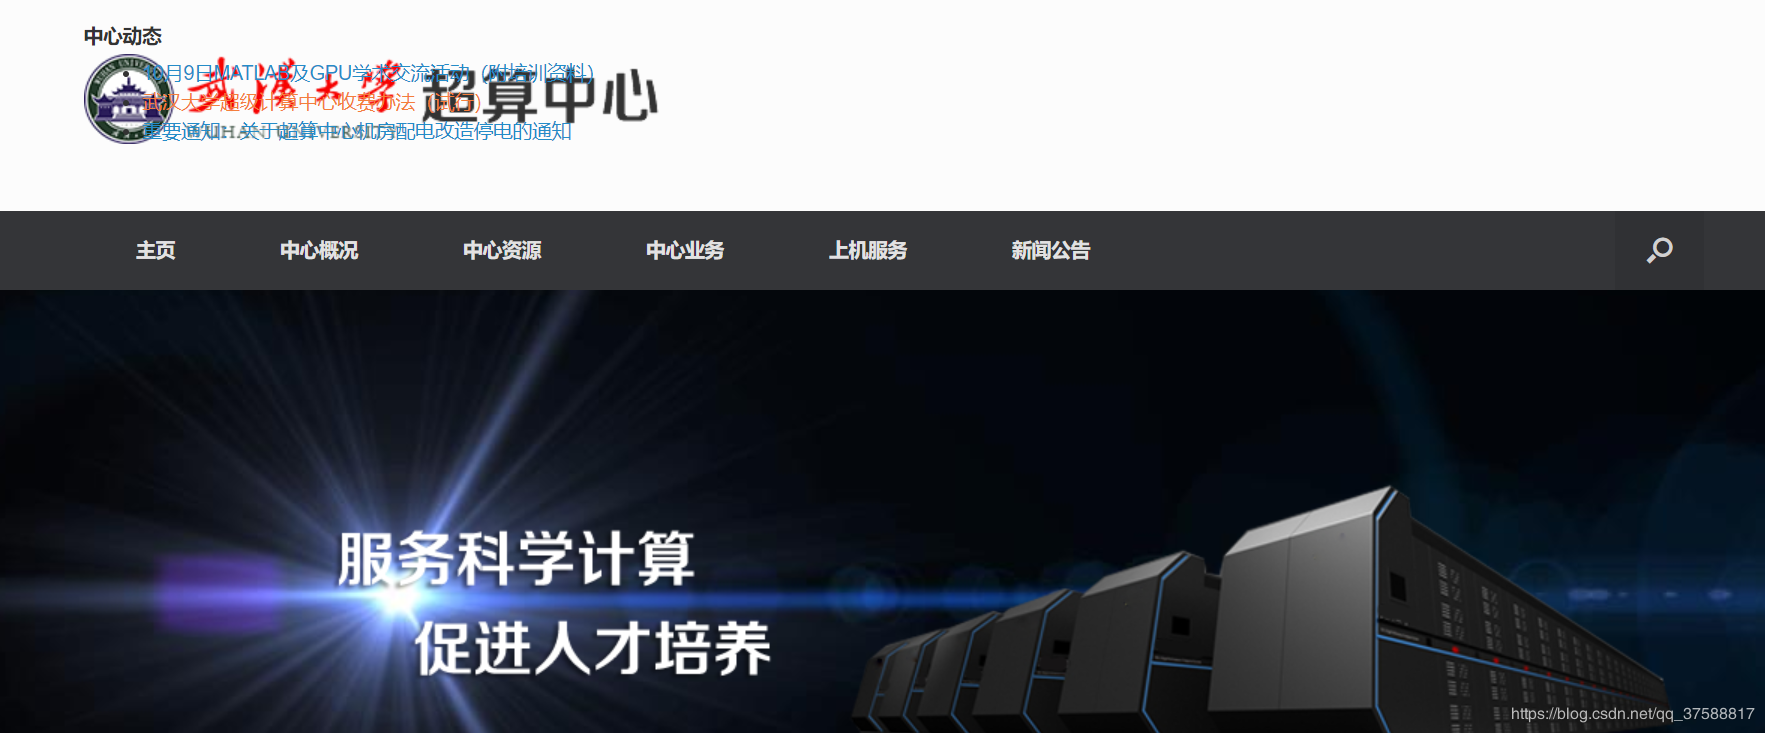 中心动态
10月9日MATLAB及GPU学术交流活动（附培训资料）
武汉大学超级计算中心收费办法（试行）
重要通知：关于超算中心机房配电改造停电的通知
武汉大学 超算中心
WUHAN UNIVERSITY
主页 中心概况 中心资源 中心业务 上机服务 新闻公告
服务科学计算
促进人才培养
https://blog.csdn.net/qq_37588817